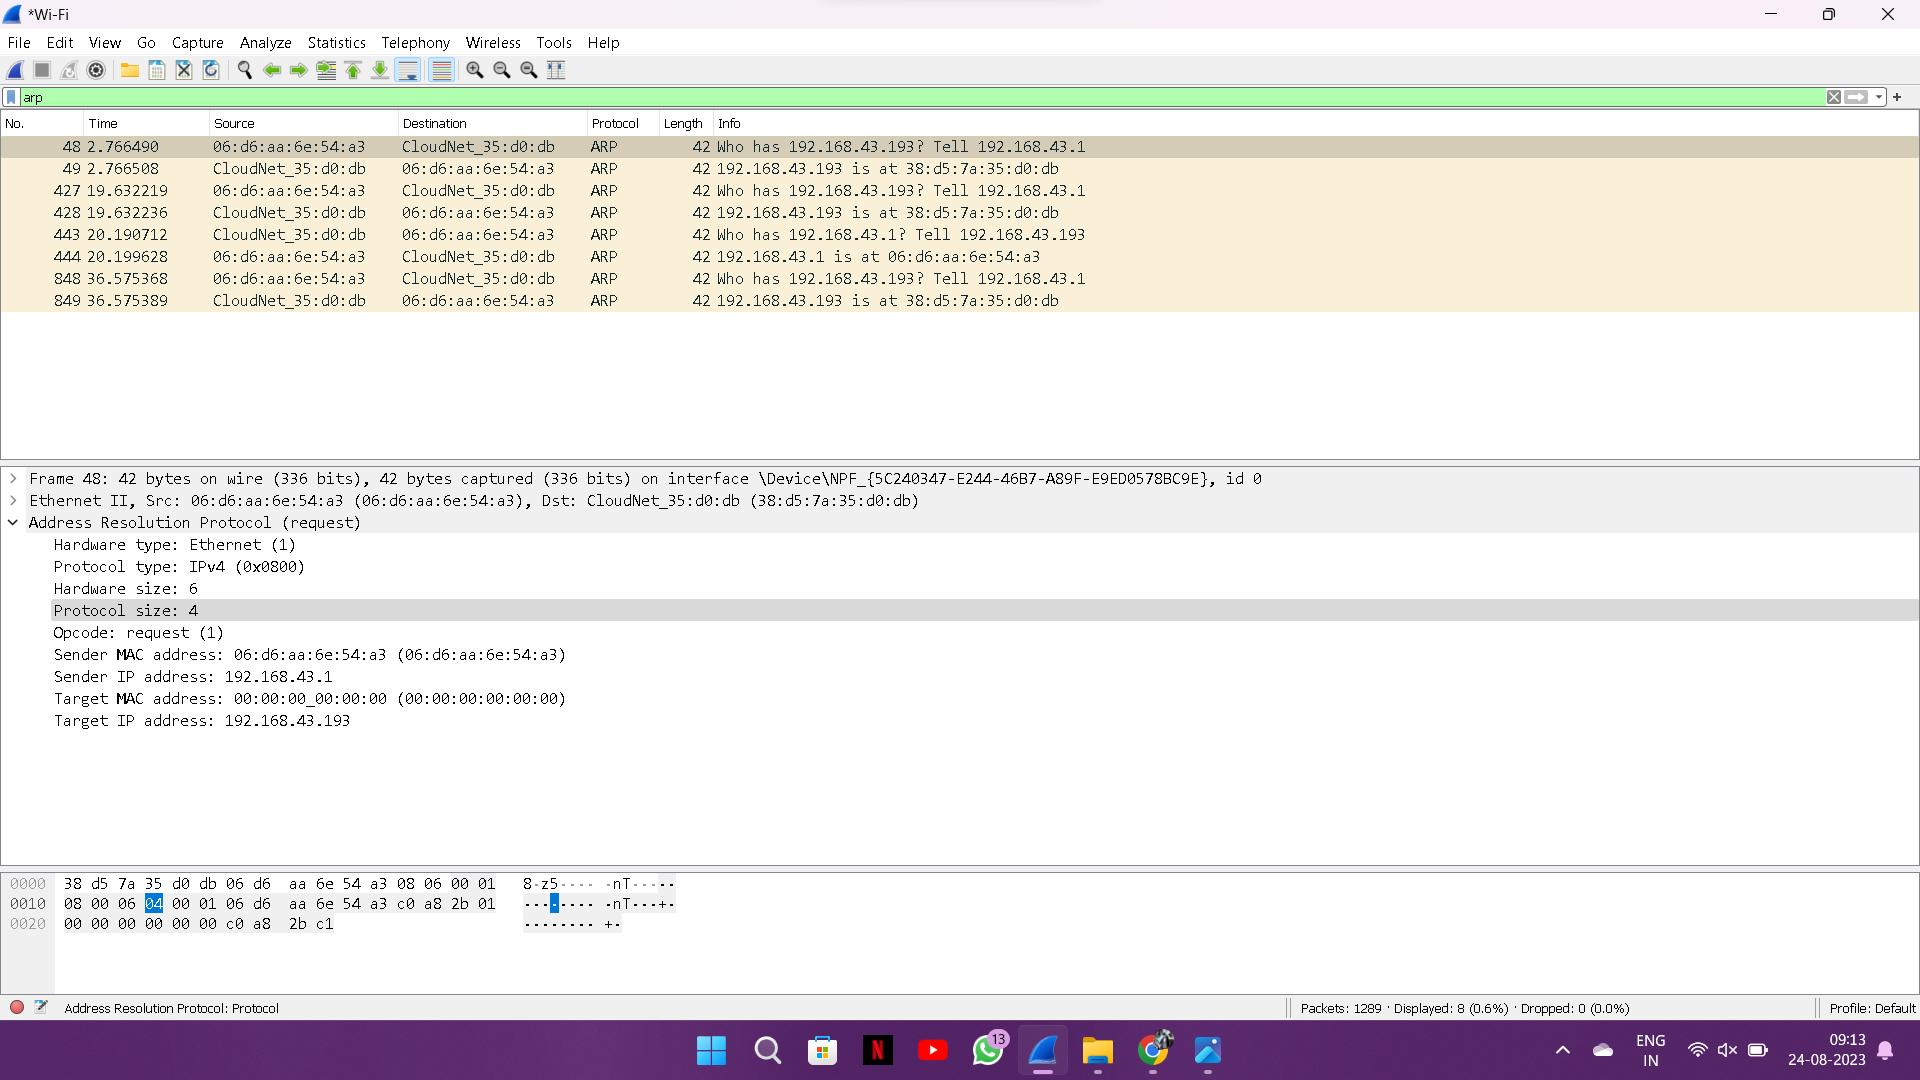 *Wi-Fi
File Edit View Go Capture Analyze Statistics Telephony Wireless Tools Help
arp
No. Time Source Destination Protocol Length Info
48 2.766490 06:d6:aa:6e:54:a3 CloudNet_35:d0:db ARP 42 Who has 192.168.43.193? Tell 192.168.43.1
49 2.766508 CloudNet_35:d0:db 06:d6:aa:6e:54:a3 ARP 42 192.168.43.193 is at 38:d5:7a:35:d0:db
427 19.632219 06:d6:aa:6e:54:a3 CloudNet_35:d0:db ARP 42 Who has 192.168.43.193? Tell 192.168.43.1
428 19.632236 CloudNet_35:d0:db 06:d6:aa:6e:54:a3 ARP 42 192.168.43.193 is at 38:d5:7a:35:d0:db
443 20.190712 CloudNet_35:d0:db 06:d6:aa:6e:54:a3 ARP 42 Who has 192.168.43.1? Tell 192.168.43.193
444 20.199628 06:d6:aa:6e:54:a3 CloudNet_35:d0:db ARP 42 192.168.43.1 is at 06:d6:aa:6e:54:a3
848 36.575368 06:d6:aa:6e:54:a3 CloudNet_35:d0:db ARP 42 Who has 192.168.43.193? Tell 192.168.43.1
849 36.575389 CloudNet_35:d0:db 06:d6:aa:6e:54:a3 ARP 42 192.168.43.193 is at 38:d5:7a:35:d0:db
Frame 48: 42 bytes on wire (336 bits), 42 bytes captured (336 bits) on interface \Device\NPF_{5C240347-E244-46B7-A89F-E9ED0578BC9E}, id 0
Ethernet II, Src: 06:d6:aa:6e:54:a3 (06:d6:aa:6e:54:a3), Dst: CloudNet_35:d0:db (38:d5:7a:35:d0:db)
Address Resolution Protocol (request)
Hardware type: Ethernet (1)
Protocol type: IPv4 (0x0800)
Hardware size: 6
Protocol size: 4
Opcode: request (1)
Sender MAC address: 06:d6:aa:6e:54:a3 (06:d6:aa:6e:54:a3)
Sender IP address: 192.168.43.1
Target MAC address: 00:00:00_00:00:00 (00:00:00:00:00:00)
Target IP address: 192.168.43.193
0000 38 d5 7a 35 d0 db 06 d6 aa 6e 54 a3 08 06 00 01 8·z5···· ·nT·····
0010 08 00 06 04 00 01 06 d6 aa 6e 54 a3 c0 a8 2b 01 ········ ·nT···+·
0020 00 00 00 00 00 00 c0 a8 2b c1 ········ +·
Address Resolution Protocol: Protocol
Packets: 1289 · Displayed: 8 (0.6%) · Dropped: 0 (0.0%)
Profile: Default
N
13
ENG
IN
09:13
24-08-2023